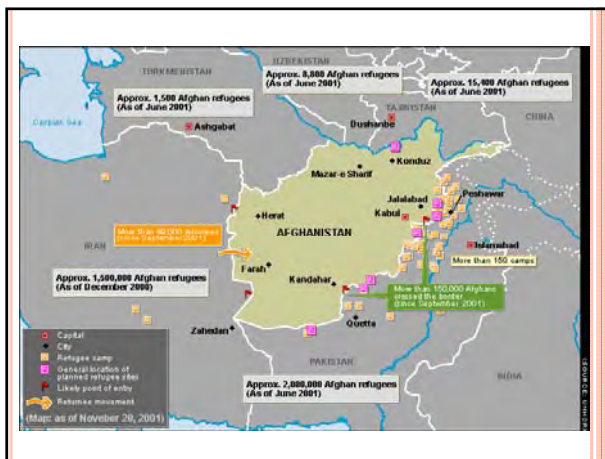 UZBEKISTAN
TURKMENISTAN
Approx. 8,800 Afghan refugees
(As of June 2001)
Approx. 15,400 Afghan refugees
(As of June 2001)
Approx. 1,500 Afghan refugees
(As of June 2001)
TAJIKISTAN
CHINA
Caspian Sea
Ashgabat
Dushanbe
Konduz
Mazar-e Sharif
Peshawar
Jalalabad
Kabul
Herat
AFGHANISTAN
Islamabad
More than 150 camps
(since September 2001)
IRAN
Farah
Approx. 1,500,000 Afghan refugees
(As of December 2000)
Kandahar
More than 150,000 Afghans
crossed the border
(since September 2001)
Zahedan
Quetta
Capital
City
Refugee camp
General location of
planned refugee sites
Likely point of entry
Returnee movement
(Map: as of Noveber 20, 2001)
PAKISTAN
INDIA
Approx. 2,000,000 Afghan refugees
(As of June 2001)